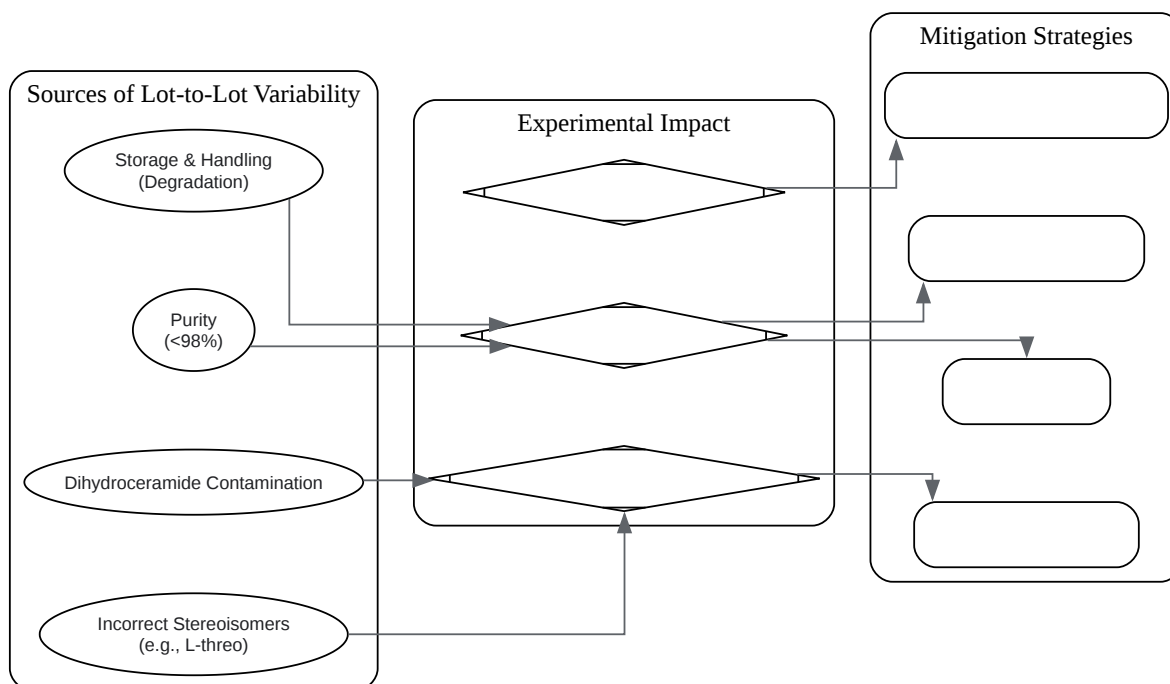 Mitigation Strategies
Sources of Lot-to-Lot Variability
Experimental Impact
Storage & Handling
(Degradation)
Purity
(<98%)
Dihydroceramide Contamination
Incorrect Stereoisomers
(e.g., L-threo)